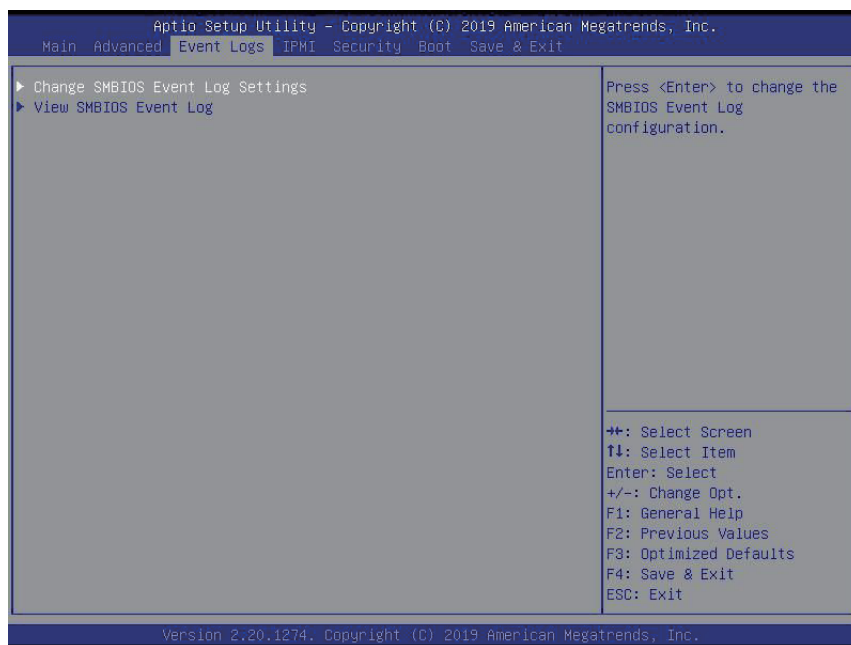 Aptio Setup Utility – Copyright (C) 2019 American Megatrends, Inc.
Main Advanced Event Logs IPMI Security Boot Save & Exit
▶ Change SMBIOS Event Log Settings
▶ View SMBIOS Event Log
Press <Enter> to change the
SMBIOS Event Log
configuration.
→←: Select Screen
↑↓: Select Item
Enter: Select
+/-: Change Opt.
F1: General Help
F2: Previous Values
F3: Optimized Defaults
F4: Save & Exit
ESC: Exit
Version 2.20.1274. Copyright (C) 2019 American Megatrends, Inc.